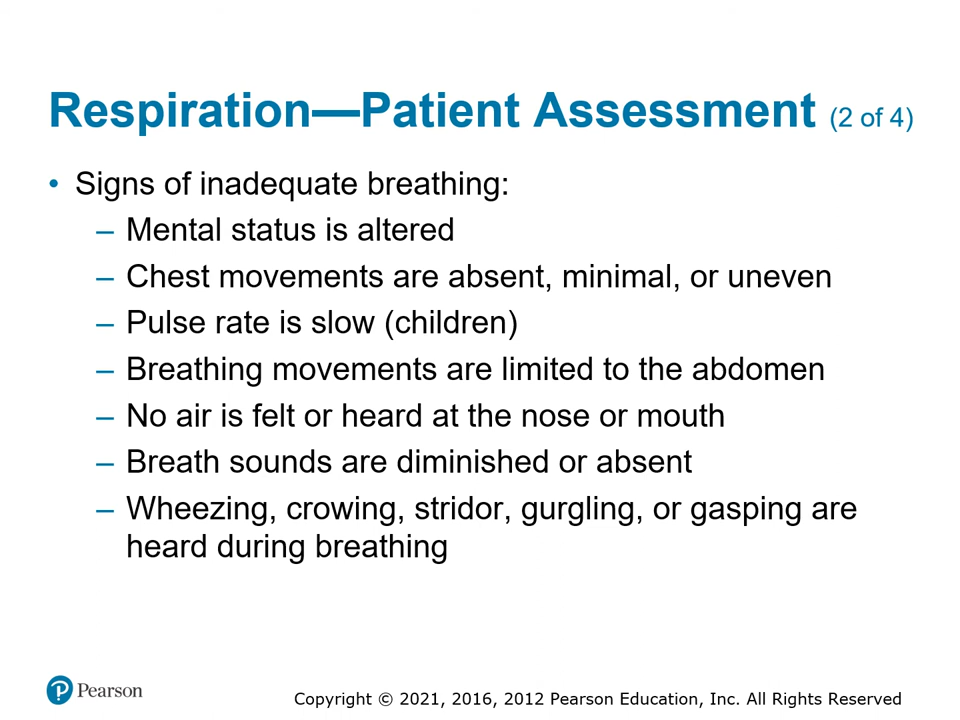 Respiration—Patient Assessment (2 of 4)
• Signs of inadequate breathing:
– Mental status is altered
– Chest movements are absent, minimal, or uneven
– Pulse rate is slow (children)
– Breathing movements are limited to the abdomen
– No air is felt or heard at the nose or mouth
– Breath sounds are diminished or absent
– Wheezing, crowing, stridor, gurgling, or gasping are
heard during breathing
Pearson
Copyright © 2021, 2016, 2012 Pearson Education, Inc. All Rights Reserved